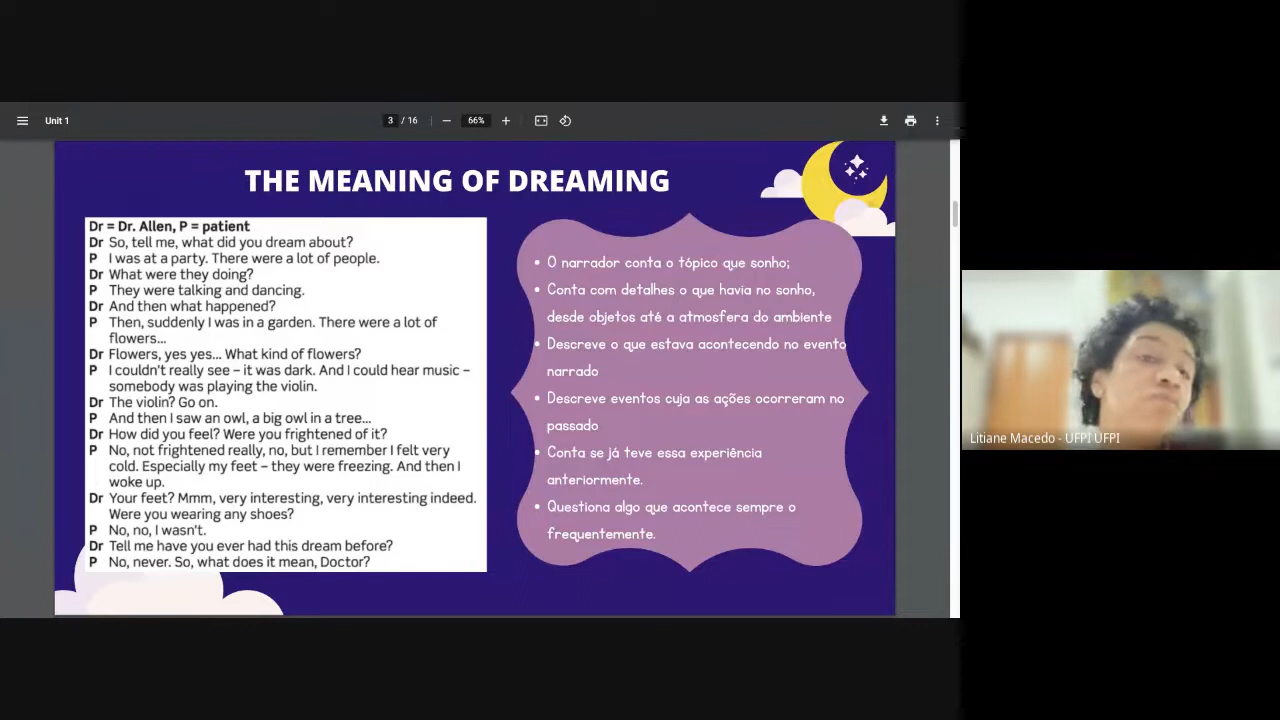 Unit 1
3 / 16
66%
THE MEANING OF DREAMING
Dr = Dr. Allen, P = patient
Dr So, tell me, what did you dream about?
P I was at a party. There were a lot of people.
Dr What were they doing?
P They were talking and dancing.
Dr And then what happened?
P Then, suddenly I was in a garden. There were a lot of
flowers...
Dr Flowers, yes yes... What kind of flowers?
P I couldn't really see – it was dark. And I could hear music –
somebody was playing the violin.
Dr The violin? Go on.
P And then I saw an owl, a big owl in a tree...
Dr How did you feel? Were you frightened of it?
P No, not frightened really, no, but I remember I felt very
cold. Especially my feet – they were freezing. And then I
woke up.
Dr Your feet? Mmm, very interesting, very interesting indeed.
Were you wearing any shoes?
P No, no, I wasn't.
Dr Tell me have you ever had this dream before?
P No, never. So, what does it mean, Doctor?
• O narrador conta o tópico que sonho;
• Conta com detalhes o que havia no sonho,
desde objetos até a atmosfera do ambiente
• Descreve o que estava acontecendo no evento
narrado
• Descreve eventos cuja as ações ocorreram no
passado
• Conta se já teve essa experiência
anteriormente.
• Questiona algo que acontece sempre o
frequentemente.
Litiane Macedo - UFPI UFPI